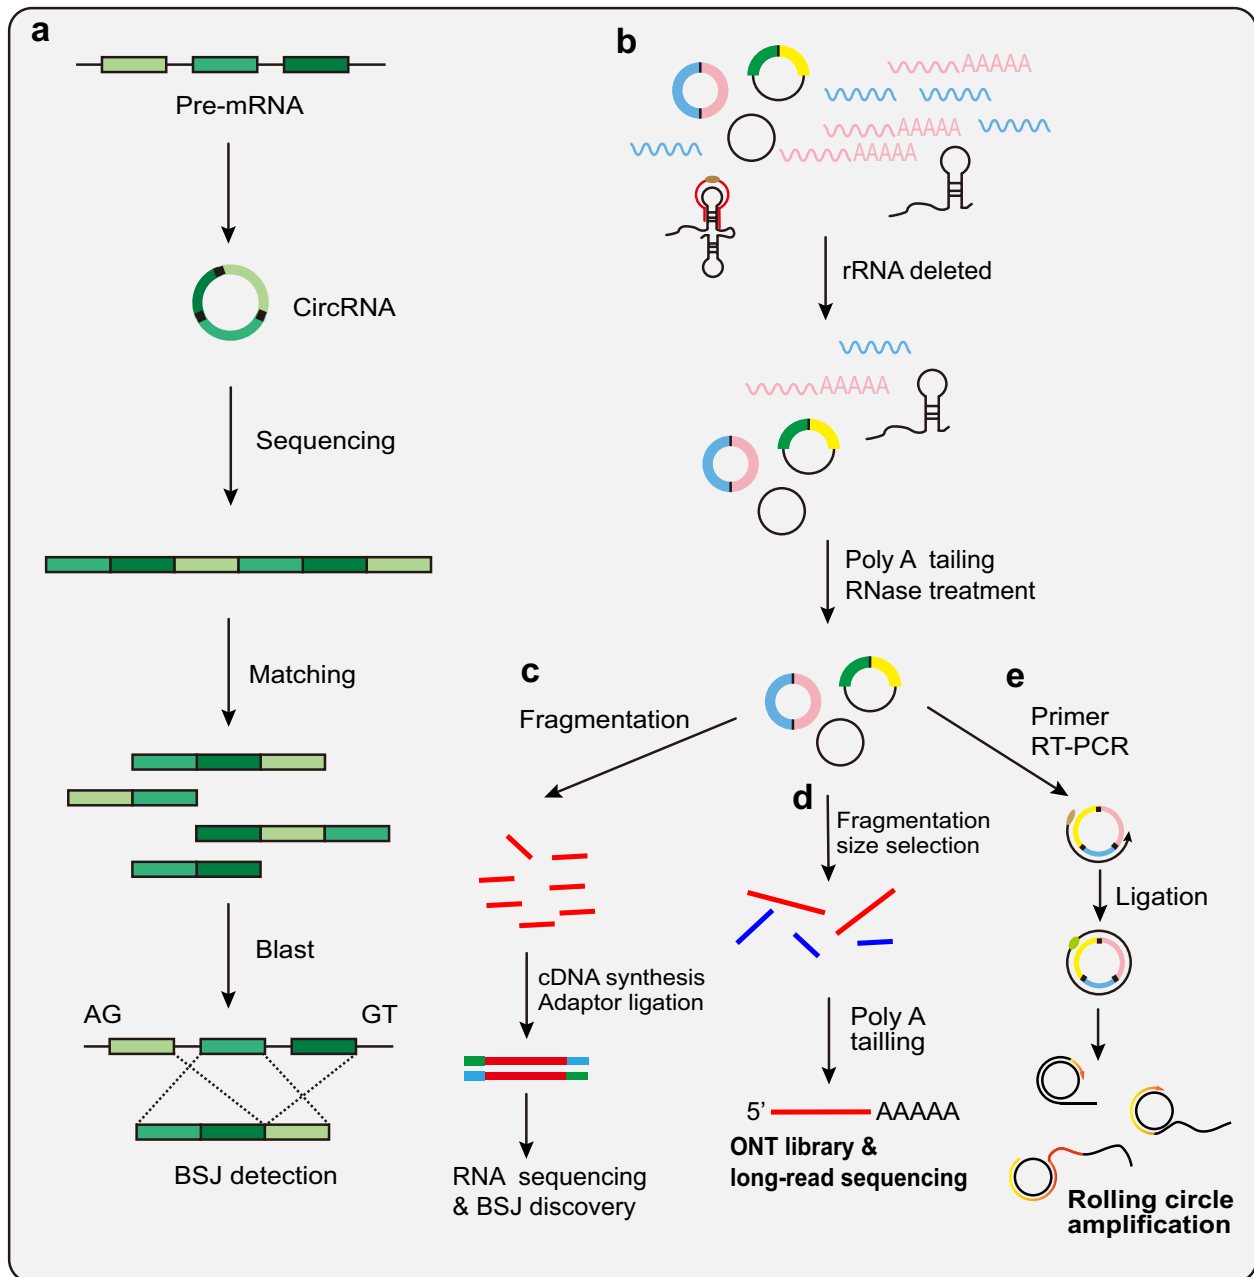 a
Pre-mRNA
CircRNA
Sequencing
Matching
Blast
AG
GT
BSJ detection
b
AAAAA
AAAAA
AAAAA
rRNA deleted
AAAAA
Poly A tailing
RNase treatment
c
Fragmentation
cDNA synthesis
Adaptor ligation
RNA sequencing
& BSJ discovery
d
Fragmentation
size selection
Poly A
tailling
5’ AAAAA
ONT library &
long-read sequencing
e
Primer
RT-PCR
Ligation
Rolling circle
amplification